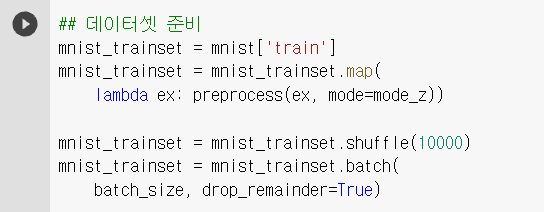 ## 데이터셋 준비
mnist_trainset = mnist['train']
mnist_trainset = mnist_trainset.map(
    lambda ex: preprocess(ex, mode=mode_z))

mnist_trainset = mnist_trainset.shuffle(10000)
mnist_trainset = mnist_trainset.batch(
    batch_size, drop_remainder=True)